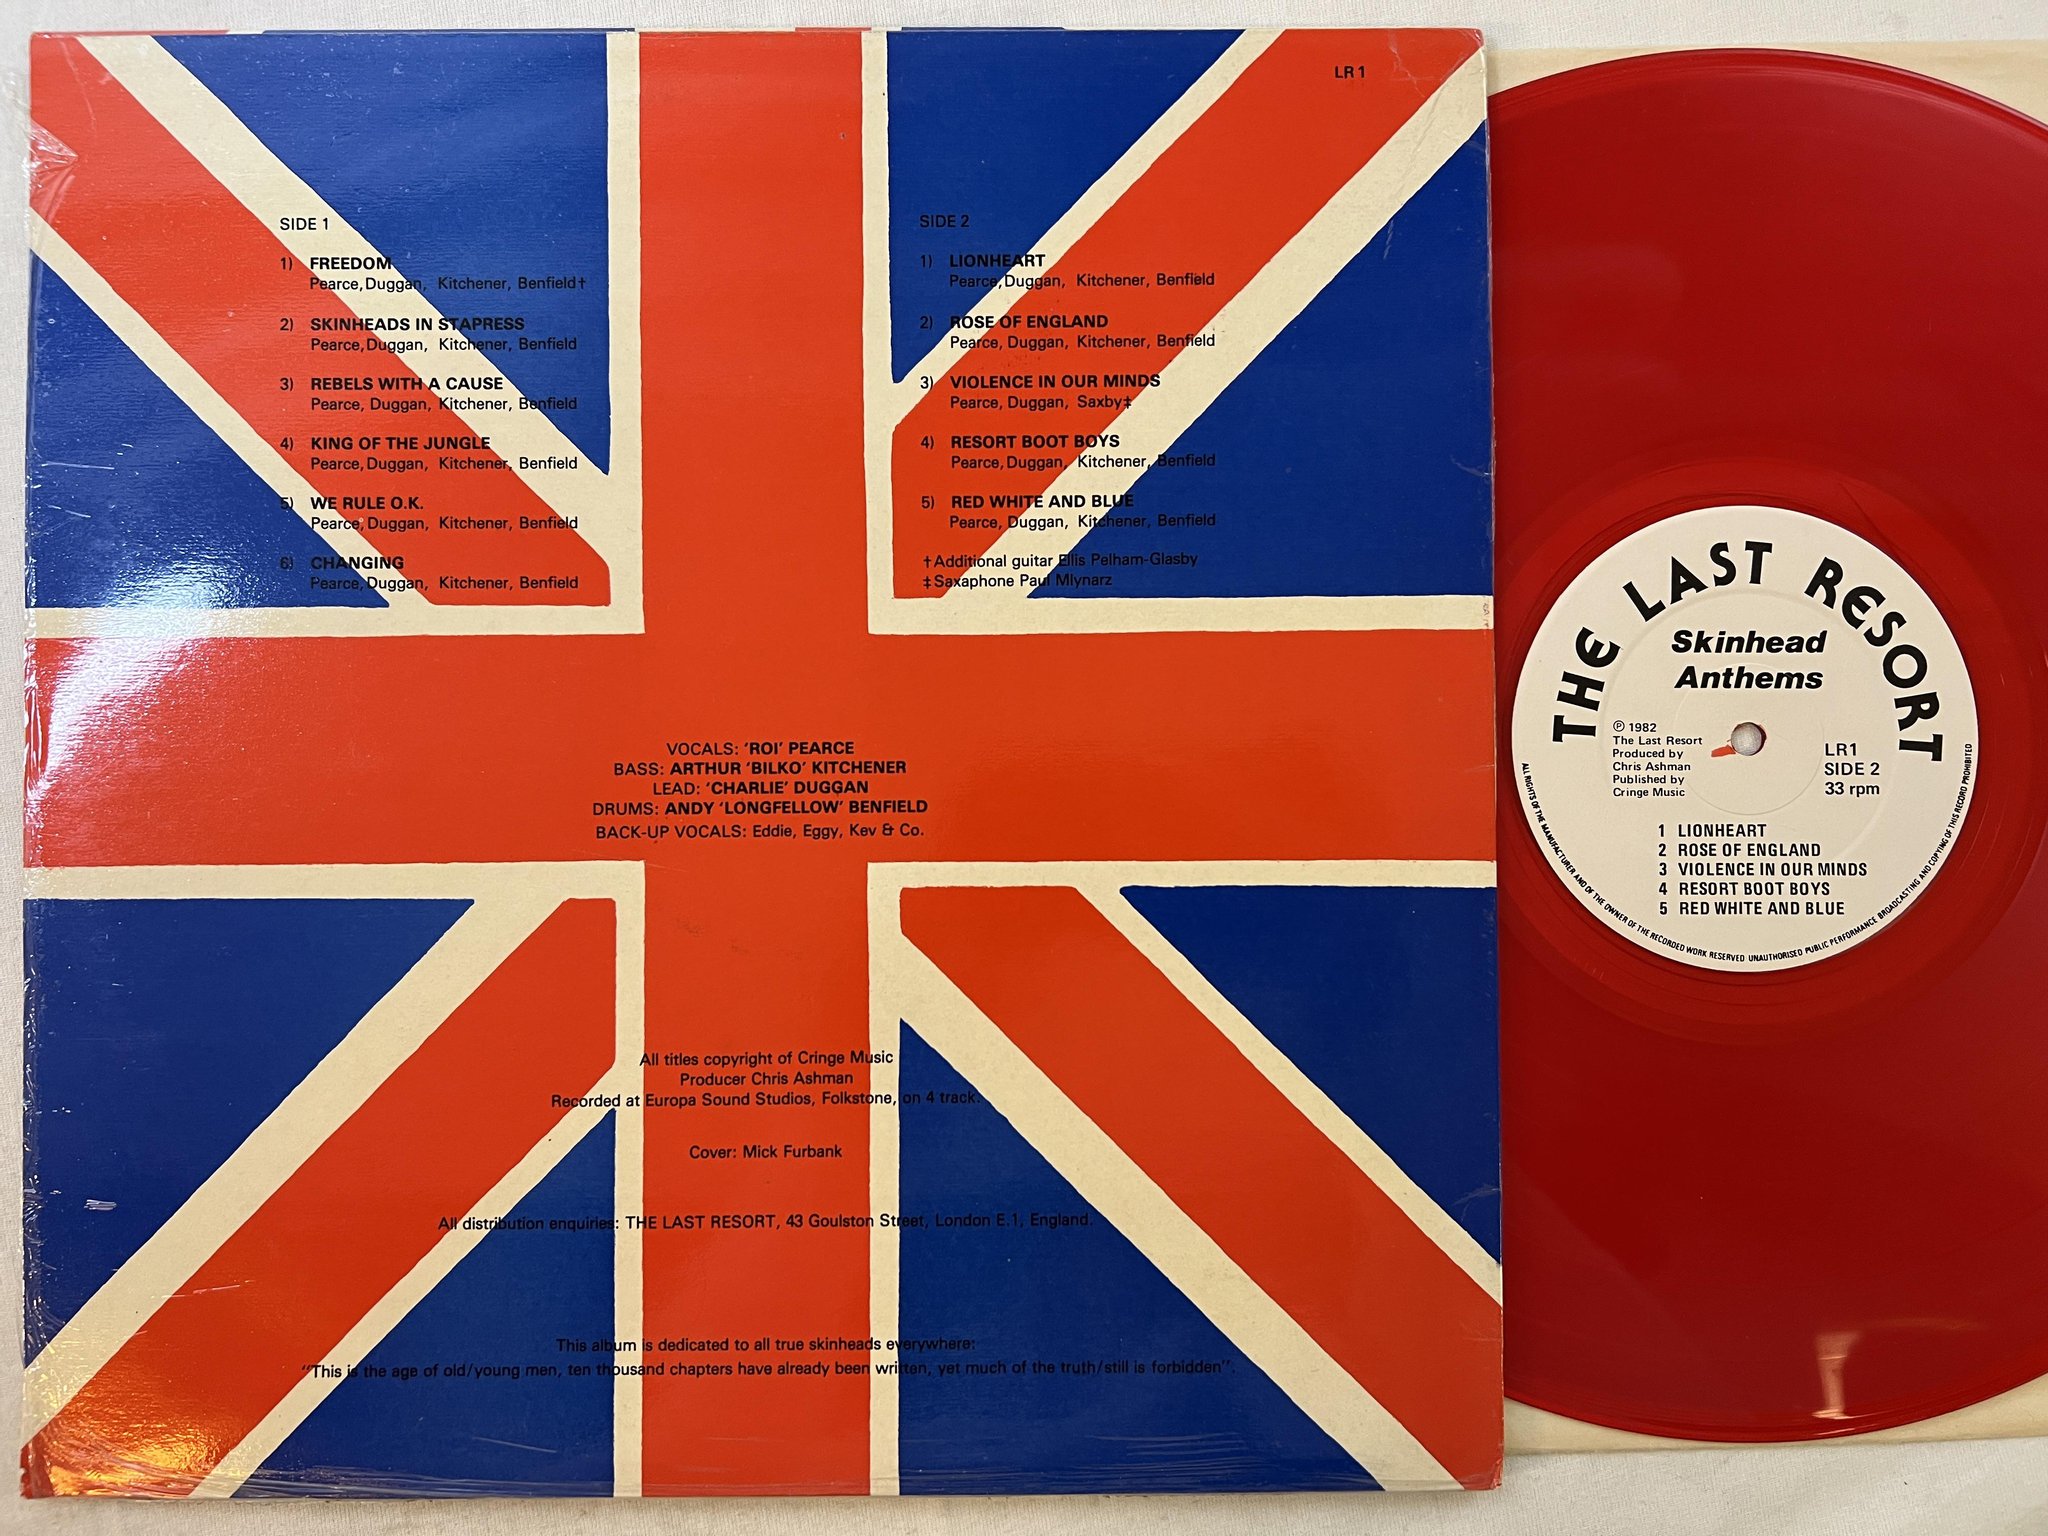 LR 1
SIDE 1
1) FREEDOM
Pearce, Duggan, Kitchener, Benfield†
2) SKINHEADS IN STAPRESS
Pearce, Duggan, Kitchener, Benfield
3) REBELS WITH A CAUSE
Pearce, Duggan, Kitchener, Benfield
4) KING OF THE JUNGLE
Pearce, Duggan, Kitchener, Benfield
5) WE RULE O.K.
Pearce, Duggan, Kitchener, Benfield
6) CHANGING
Pearce, Duggan, Kitchener, Benfield
SIDE 2
1) LIONHEART
Pearce, Duggan, Kitchener, Benfield
2) ROSE OF ENGLAND
Pearce, Duggan, Kitchener, Benfield
3) VIOLENCE IN OUR MINDS
Pearce, Duggan, Saxby‡
4) RESORT BOOT BOYS
Pearce, Duggan, Kitchener, Benfield
5) RED WHITE AND BLUE
Pearce, Duggan, Kitchener, Benfield
†Additional guitar Ellis Pelham-Glasby
‡Saxaphone Paul Mlynarz
VOCALS: 'ROI' PEARCE
BASS: ARTHUR 'BILKO' KITCHENER
LEAD: 'CHARLIE' DUGGAN
DRUMS: ANDY 'LONGFELLOW' BENFIELD
BACK-UP VOCALS: Eddie, Eggy, Kev & Co.
All titles copyright of Cringe Music
Producer Chris Ashman
Recorded at Europa Sound Studios, Folkstone, on 4 track.
Cover: Mick Furbank
All distribution enquiries: THE LAST RESORT, 43 Goulston Street, London E.1, England.
This album is dedicated to all true skinheads everywhere:
"This is the age of old/young men, ten thousand chapters have already been written, yet much of the truth/still is forbidden".
THE LAST RESORT
Skinhead
Anthems
℗ 1982
The Last Resort
Produced by
Chris Ashman
Published by
Cringe Music
LR1
SIDE 2
33 rpm
1 LIONHEART
2 ROSE OF ENGLAND
3 VIOLENCE IN OUR MINDS
4 RESORT BOOT BOYS
5 RED WHITE AND BLUE
ALL RIGHTS OF THE MANUFACTURER AND OF THE OWNER OF THE RECORDED WORK RESERVED UNAUTHORISED PUBLIC PERFORMANCE BROADCASTING AND COPYING OF THIS RECORD PROHIBITED